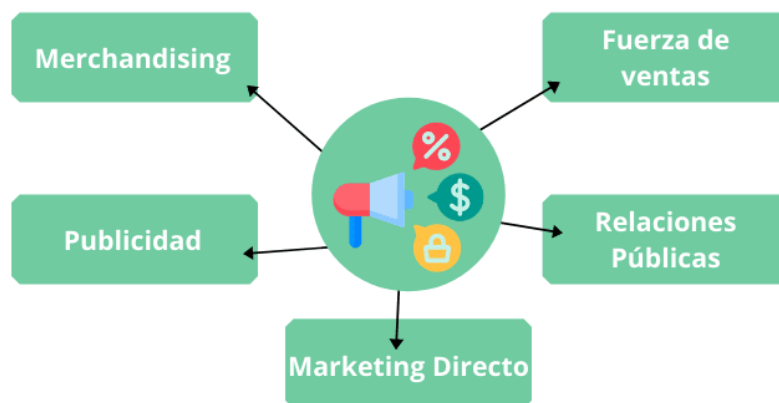 Merchandising
Fuerza de
ventas
%
$
Publicidad
Relaciones
Públicas
Marketing Directo